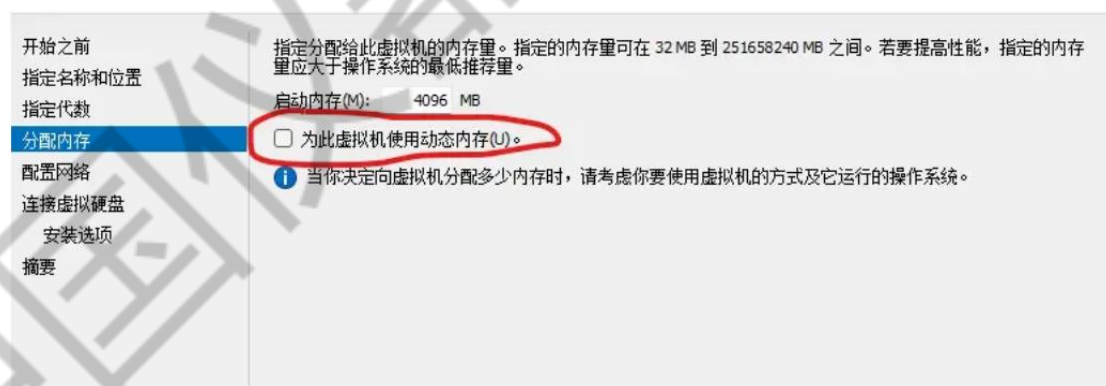 开始之前
指定名称和位置
指定代数
分配内存
配置网络
连接虚拟硬盘
安装选项
摘要
指定分配给此虚拟机的内存量。指定的内存量可在 32 MB 到 251658240 MB 之间。若要提高性能，指定的内存
量应大于操作系统的最低推荐量。
启动内存(M): 4096 MB
为此虚拟机使用动态内存(U)。
当你决定向虚拟机分配多少内存时，请考虑你要使用虚拟机的方式及它运行的操作系统。
国仪